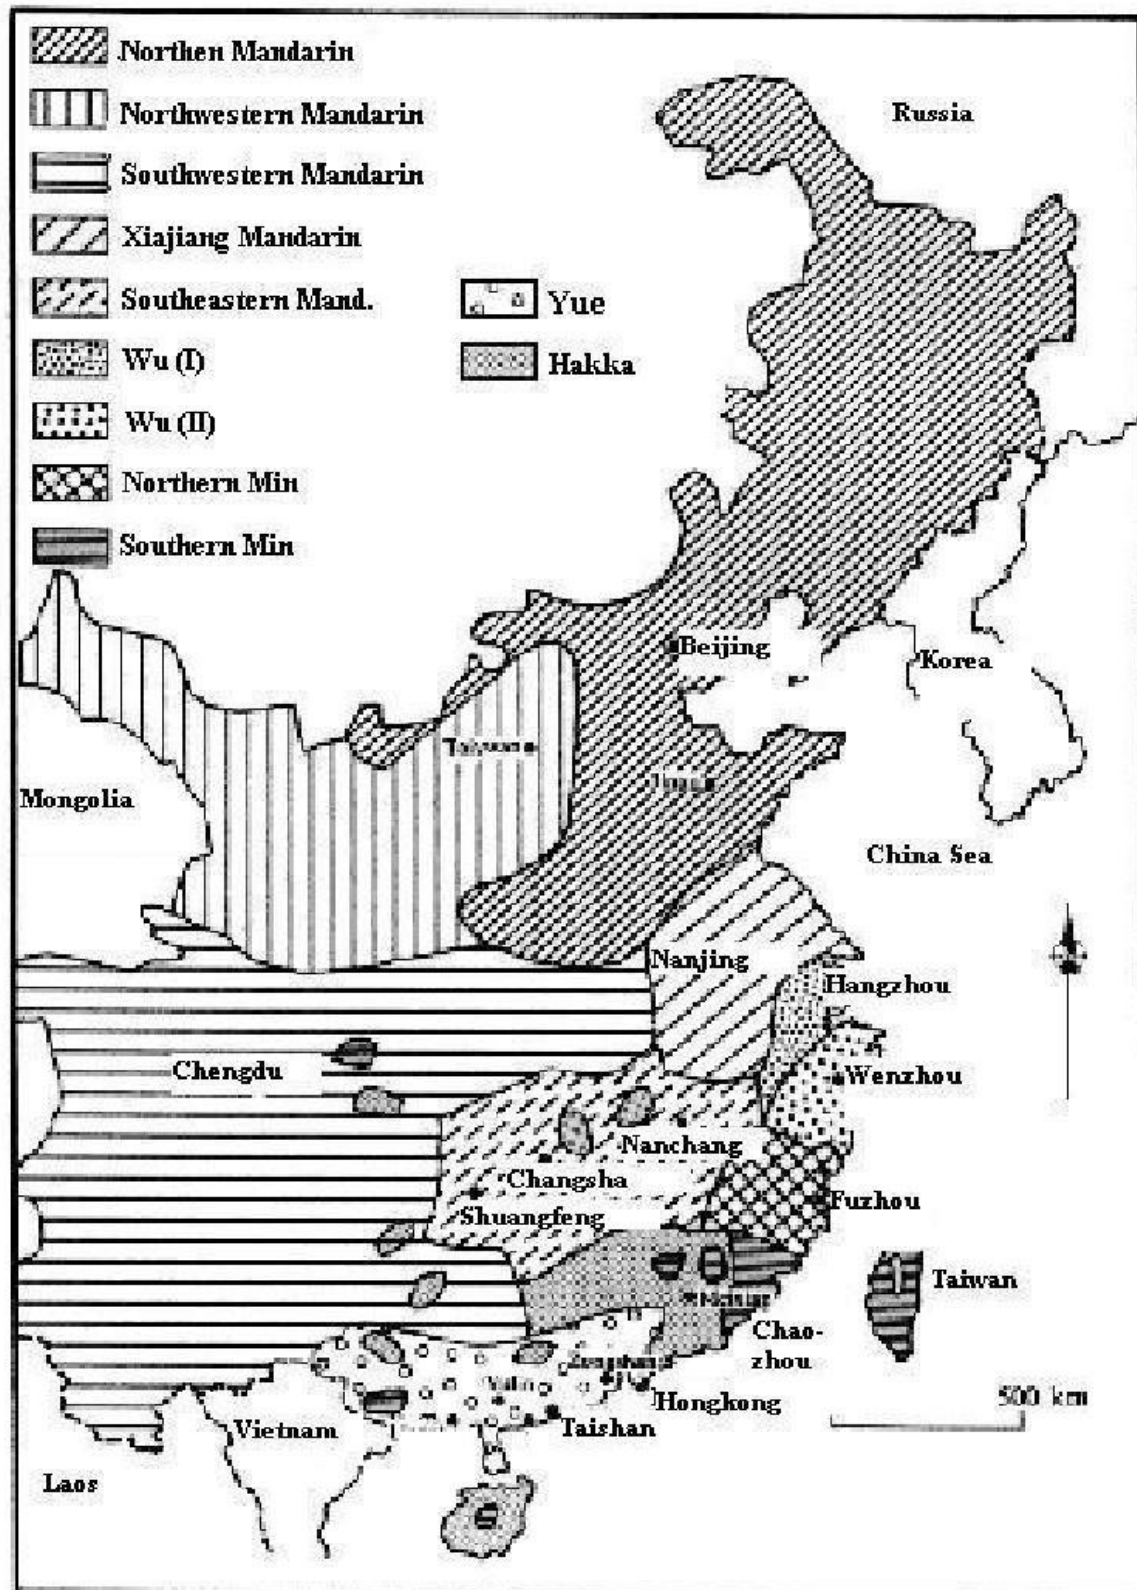 Northen Mandarin
Northwestern Mandarin
Southwestern Mandarin
Xiajiang Mandarin
Southeastern Mand.
Wu (I)
Wu (II)
Northern Min
Southern Min
Yue
Hakka
Russia
Beijing
Korea
Mongolia
China Sea
Nanjing
Hangzhou
Chengdu
Wenzhou
Nanchang
Changsha
Fuzhou
Shuangfeng
Taiwan
Chao-
zhou
Hongkong
500 km
Taishan
Vietnam
Laos